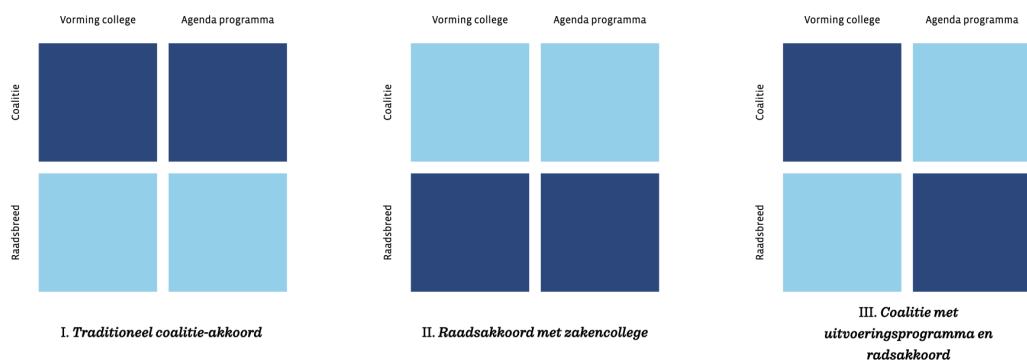 Vorming college
Agenda programma
Coalitie
Raadsbreed
I. Traditioneel coalitie-akkoord
Vorming college
Agenda programma
Coalitie
Raadsbreed
II. Raadsakkoord met zakencollege
Vorming college
Agenda programma
Coalitie
Raadsbreed
III. Coalitie met
uitvoeringsprogramma en
radsakkoord